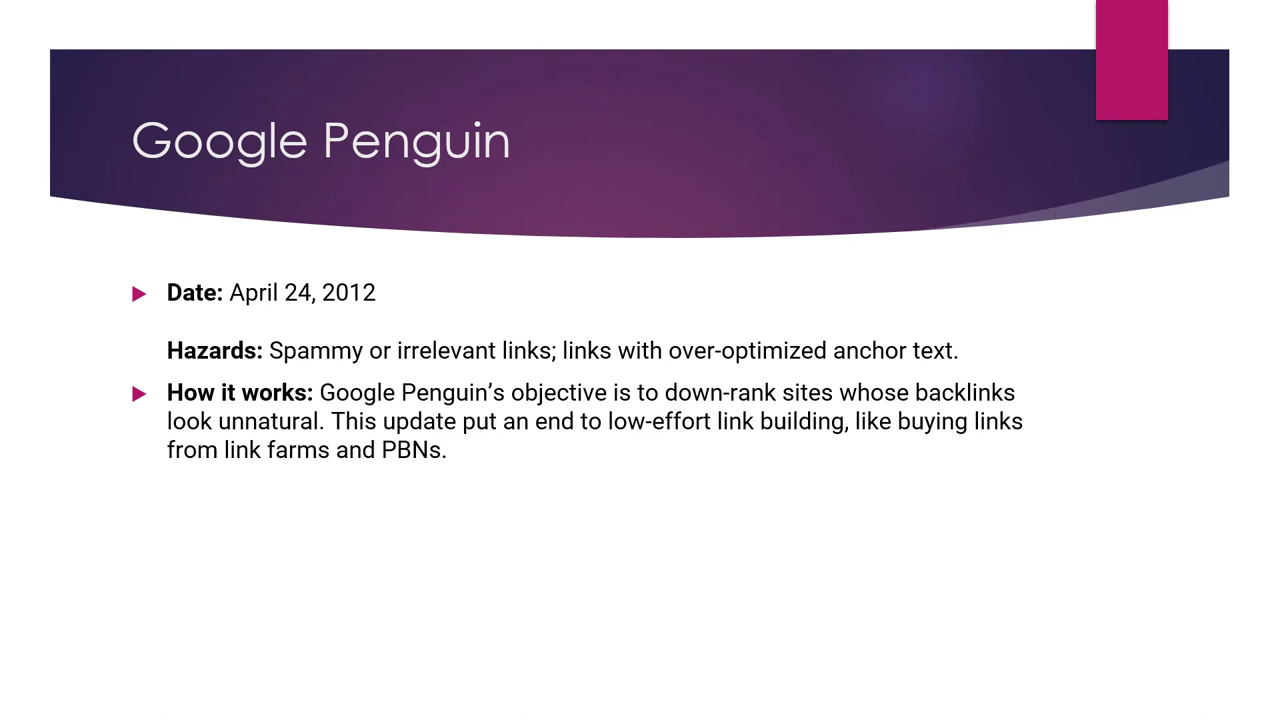 Google Penguin
Date: April 24, 2012
Hazards: Spammy or irrelevant links; links with over-optimized anchor text.
How it works: Google Penguin’s objective is to down-rank sites whose backlinks
look unnatural. This update put an end to low-effort link building, like buying links
from link farms and PBNs.